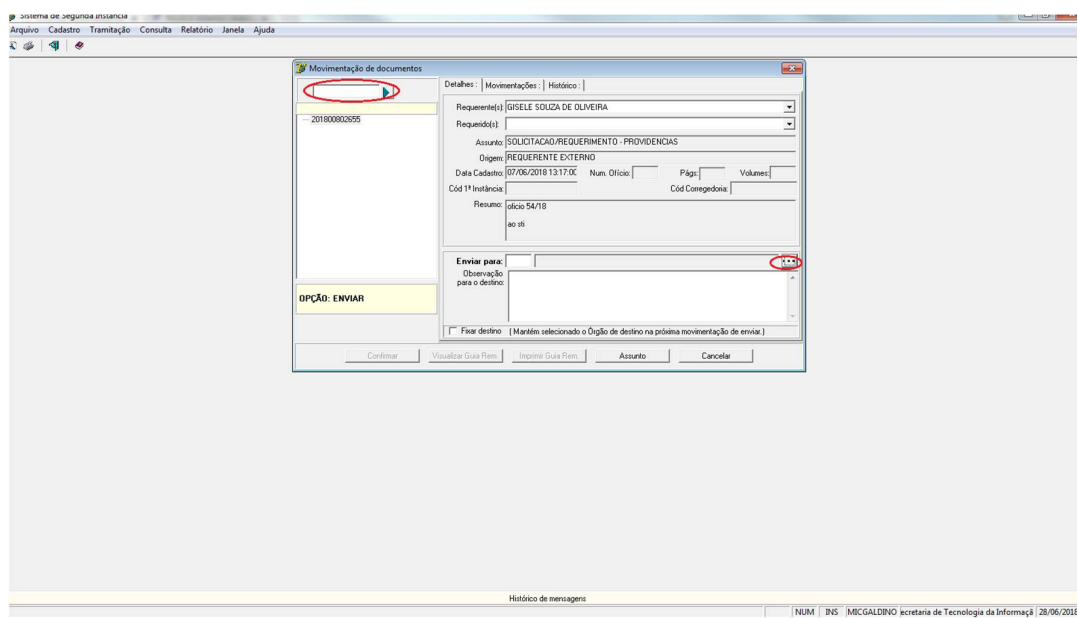 Sistema de Segunda Instância
Arquivo Cadastro Tramitação Consulta Relatório Janela Ajuda
Movimentação de documentos
Detalhes : Movimentações : Histórico :
201800802655
Requerente(s): GISELE SOUZA DE OLIVEIRA
Requerido(s):
Assunto: SOLICITACAO/REQUERIMENTO - PROVIDENCIAS
Origem: REQUERENTE EXTERNO
Data Cadastro: 07/06/2018 13:17:00 Num. Ofício: Págs: Volumes:
Cód 1ª Instância: Cód Corregedoria:
Resumo: oficio 54/18
ao sti
Enviar para:
Observação
para o destino:
OPÇÃO: ENVIAR
Fixar destino ( Mantém selecionado o Órgão de destino na próxima movimentação de enviar.)
Confirmar Visualizar Guia Rem. Imprimir Guia Rem. Assunto Cancelar
Histórico de mensagens
NUM INS MICGALDINO ecretaria de Tecnologia da Informaçã 28/06/2018